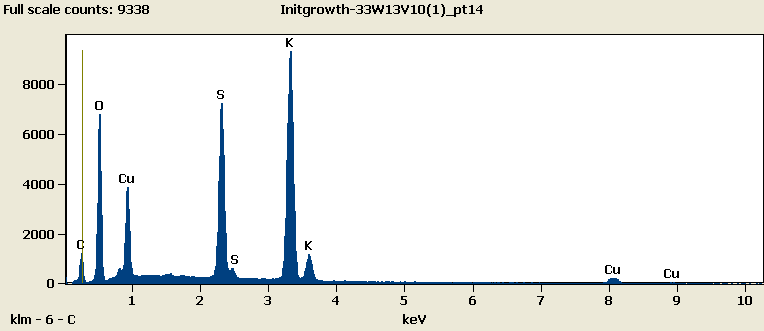 Full scale counts: 9338 Initgrowth-33W13V10(1)_pt14
K
8000
S
O
6000
Cu
4000
2000
C
S
K
Cu
Cu
0
1 2 3 4 5 6 7 8 9 10
klm - 6 - C keV